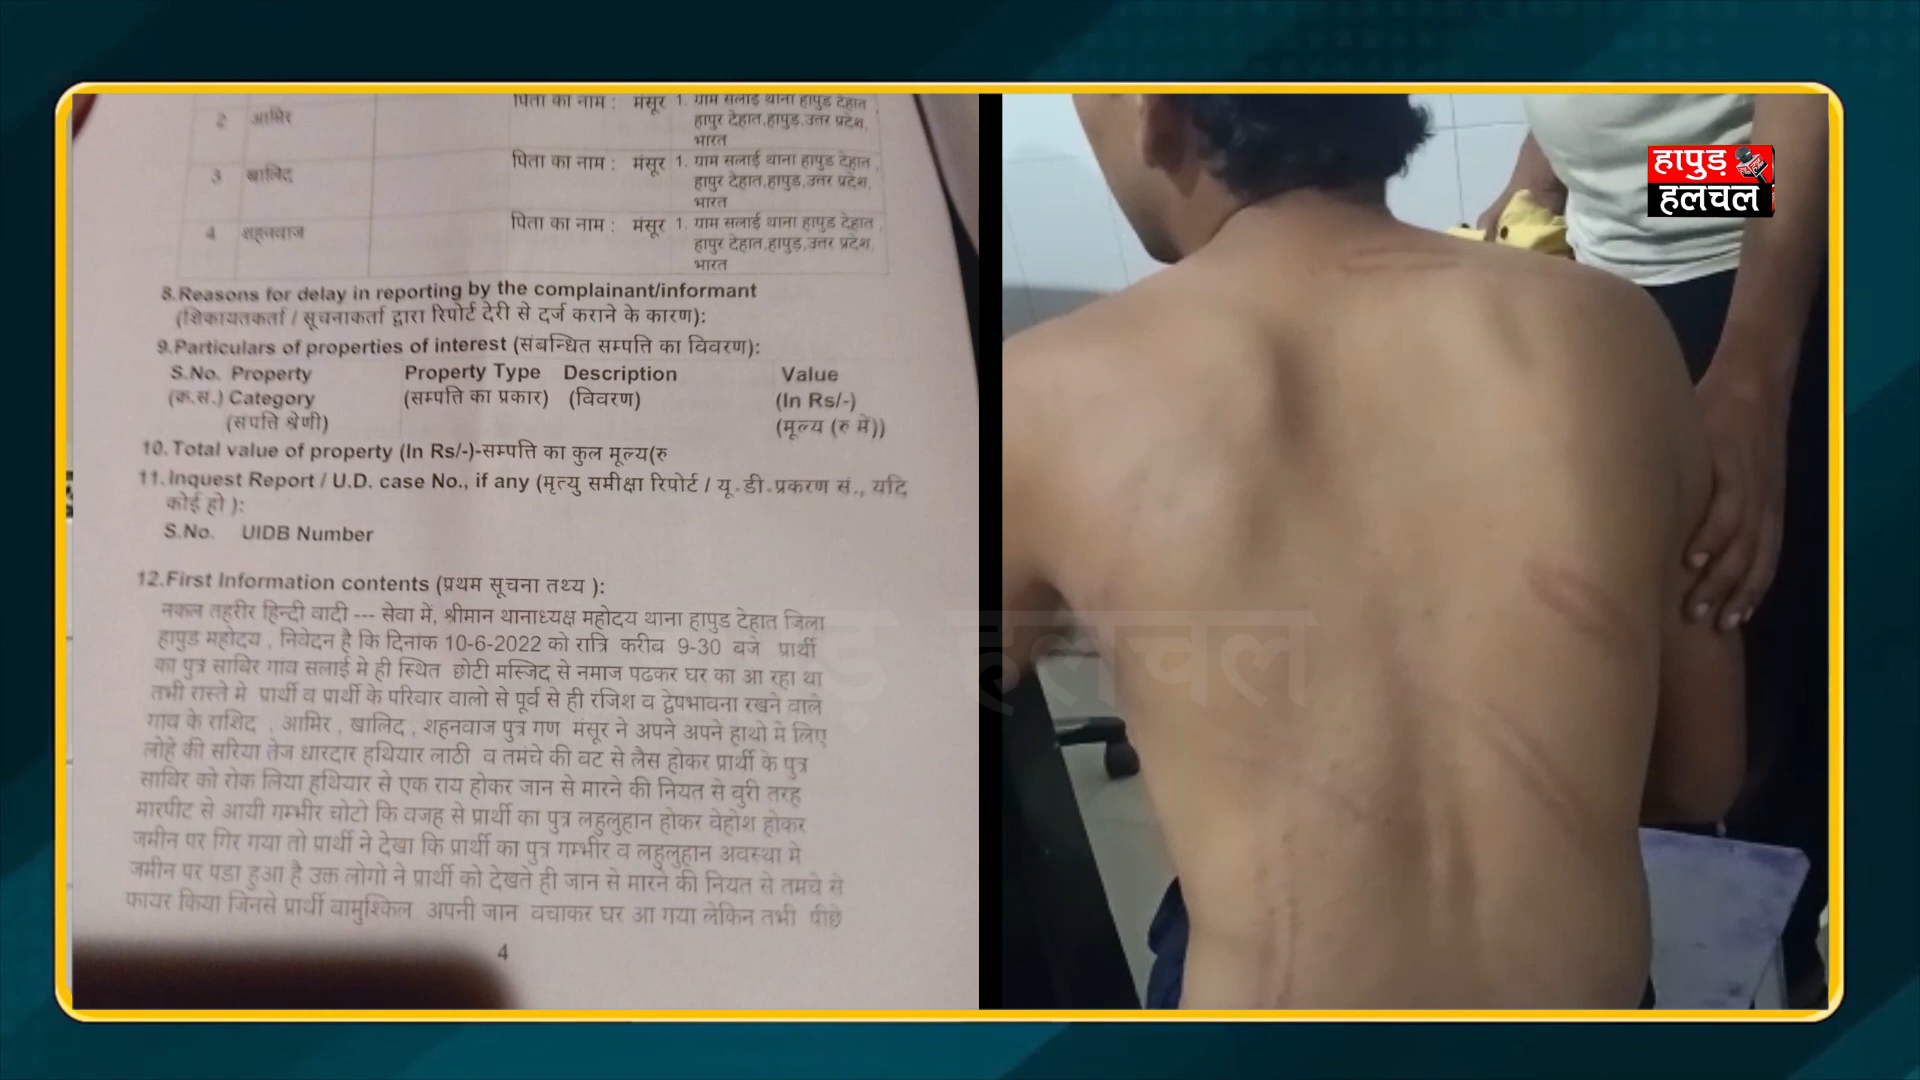 पिता का नाम : मंसूर 1. ग्राम सलाई थाना हापुड देहात
2 आमिर हापुर देहात,हापुड,उत्तर प्रदेश,
भारत
पिता का नाम : मंसूर 1. ग्राम सलाई थाना हापुड देहात ,
3 खालिद हापुर देहात,हापुड,उत्तर प्रदेश,
भारत
पिता का नाम : मंसूर 1. ग्राम सलाई थाना हापुड देहात ,
4 शहनवाज हापुर देहात,हापुड,उत्तर प्रदेश,
भारत
8.Reasons for delay in reporting by the complainant/informant
(शिकायतकर्ता / सूचनाकर्ता द्वारा रिपोर्ट देरी से दर्ज कराने के कारण):
9.Particulars of properties of interest (संबन्धित सम्पत्ति का विवरण):
S.No. Property Property Type Description Value
(क.सं.) Category (सम्पत्ति का प्रकार) (विवरण) (In Rs/-)
(संपत्ति श्रेणी) (मूल्य (रु में))
10.Total value of property (In Rs/-)-सम्पत्ति का कुल मूल्य(रु
11.Inquest Report / U.D. case No., if any (मृत्यु समीक्षा रिपोर्ट / यू.डी.प्रकरण सं., यदि
कोई हो ):
S.No. UIDB Number
12.First Information contents (प्रथम सूचना तथ्य ):
नकल तहरीर हिन्दी वादी --- सेवा में, श्रीमान थानाध्यक्ष महोदय थाना हापुड देहात जिला
हापुड महोदय , निवेदन है कि दिनाक 10-6-2022 को रात्रि करीव 9-30 बजे प्रार्थी
का पुत्र साविर गांव सलाई मे ही स्थित छोटी मस्जिद से नमाज पढकर घर का आ रहा था
तभी रास्ते मे प्रार्थी व प्रार्थी के परिवार वालो से पूर्व से ही रंजिश व द्वेपभावना रखने वाले
गाव के राशिद , आमिर , खालिद , शहनवाज पुत्र गण मंसूर ने अपने अपने हाथो मे लिए
लोहे की सरिया तेज धारदार हथियार लाठी व तमंचे की वट से लैस होकर प्रार्थी के पुत्र
साविर को रोक लिया हथियार से एक राय होकर जान से मारने की नियत से वुरी तरह
मारपीट से आयी गम्भीर चोटो कि वजह से प्रार्थी का पुत्र लहुलुहान होकर वेहोश होकर
जमीन पर गिर गया तो प्रार्थी ने देखा कि प्रार्थी का पुत्र गम्भीर व लहुलुहान अवस्था मे
जमीन पर पडा हुआ है उक्त लोगो ने प्रार्थी को देखते ही जान से मारने की नियत से तमचे से
फायर किया जिनसे प्रार्थी वामुश्किल अपनी जान वचाकर घर आ गया लेकिन तभी पीछे
4
हापुड़
हलचल
हलचल